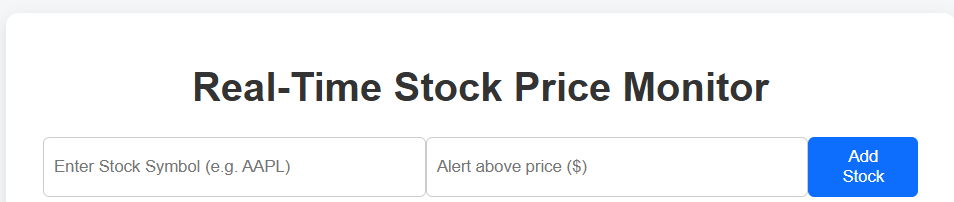 Real-Time Stock Price Monitor
Enter Stock Symbol (e.g. AAPL)
Alert above price ($)
Add
Stock